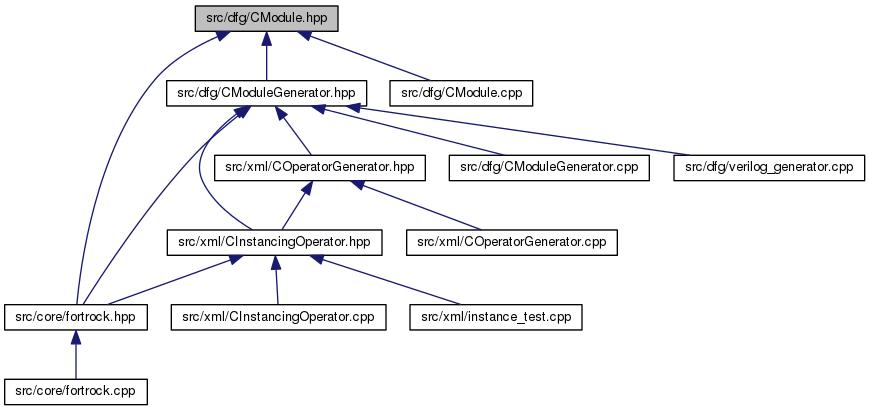 src/dfg/CModule.hpp
src/dfg/CModuleGenerator.hpp
src/dfg/CModule.cpp
src/xml/COperatorGenerator.hpp
src/dfg/CModuleGenerator.cpp
src/dfg/verilog_generator.cpp
src/xml/CInstancingOperator.hpp
src/xml/COperatorGenerator.cpp
src/core/fortrock.hpp
src/xml/CInstancingOperator.cpp
src/xml/instance_test.cpp
src/core/fortrock.cpp